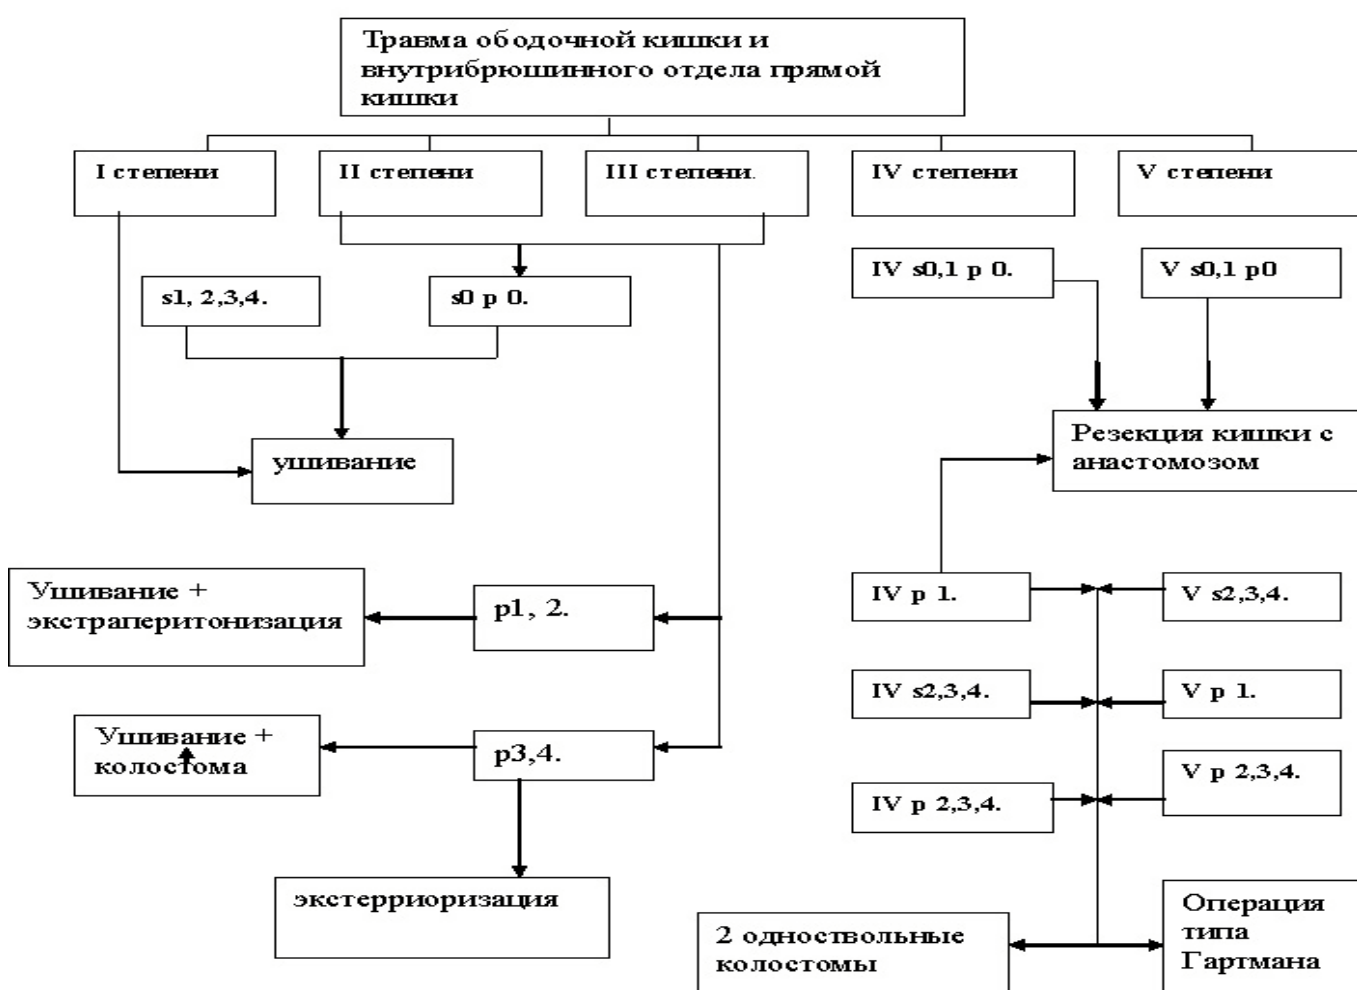 Травма ободочной кишки и
внутрибрюшинного отдела прямой
кишки
I степени
II степени
III степени.
IV степени
V степени
IV s0,1 p 0.
V s0,1 p0
s1, 2,3,4.
s0 p 0.
ушивание
Резекция кишки с
анастомозом
Ушивание +
экстраперитонизация
p1, 2.
IV p 1.
V s2,3,4.
IV s2,3,4.
V p 1.
Ушивание +
колостома
p3,4.
V p 2,3,4.
IV p 2,3,4.
экстерриоризация
2 одноствольные
колостомы
Операция
типа
Гартмана